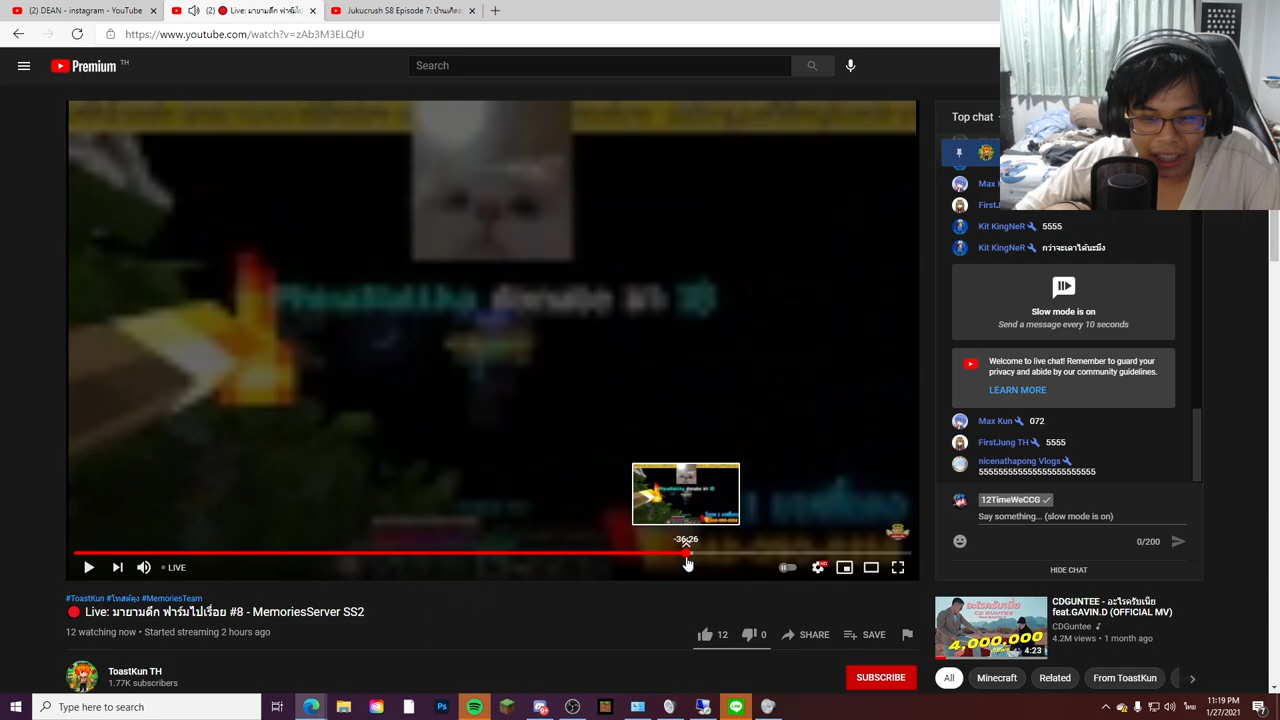 (2) DEAN - instagram - YouTube
(2) 🔴 Live: มายามดึก ฟาร์มไป
Jukucrush S8 Episode 7:
https://www.youtube.com/watch?v=zAb3M3ELQfU
Premium TH
Search
Top chat
Max K
FirstJ
Kit KingNeR 5555
Kit KingNeR กว่าจะเดาได้นะมึง
Slow mode is on
Send a message every 10 seconds
Welcome to live chat! Remember to guard your
privacy and abide by our community guidelines.
LEARN MORE
Max Kun 072
FirstJung TH 5555
nicenathapong Vlogs
55555555555555555555555
12TimeWeCCG
Say something... (slow mode is on)
0/200
HIDE CHAT
donate มา
-36:26
LIVE
HD
#ToastKun #โทสต์คุง #MemoriesTeam
🔴 Live: มายามดึก ฟาร์มไปเรื่อย #8 - MemoriesServer SS2
12 watching now • Started streaming 2 hours ago
12
0
SHARE
SAVE
ToastKun TH
1.77K subscribers
SUBSCRIBE
4,000,000
4:23
CDGUNTEE - อะไรครับเนี่ย
feat.GAVIN.D (OFFICIAL MV)
CDGuntee
4.2M views • 1 month ago
All
Minecraft
Related
From ToastKun
Type here to search
ไทย
11:19 PM
1/27/2021